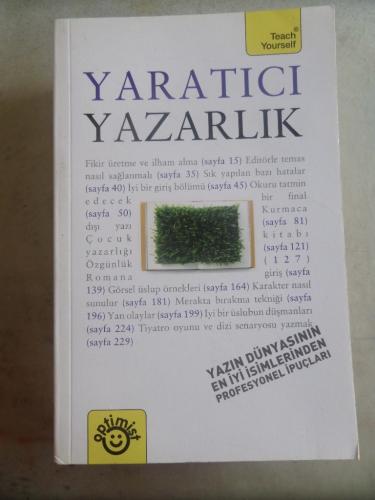 Teach
Yourself
YARATICI
YAZARLIK
Fikir üretme ve ilham alma (sayfa 15) Editörle temas
nasıl sağlanmalı (sayfa 35) Sık yapılan bazı hatalar
(sayfa 40) İyi bir giriş bölümü (sayfa 45) Okuru tatmin
edecek bir final
(sayfa 50) Kurmaca
dışı yazı (sayfa 81)
Çocuk kitabı
yazarlığı (sayfa 121)
Özgünlük (127)
Romana giriş (sayfa
139) Görsel üslup örnekleri (sayfa 164) Karakter nasıl
sunulur (sayfa 181) Merakta bırakma tekniği (sayfa
196) Yan olaylar (sayfa 199) İyi bir üslubun düşmanları
(sayfa 224) Tiyatro oyunu ve dizi senaryosu yazmak
(sayfa 229)
YAZIN DÜNYASININ
EN İYİ İSİMLERİNDEN
PROFESYONEL İPUÇLARI
optimist